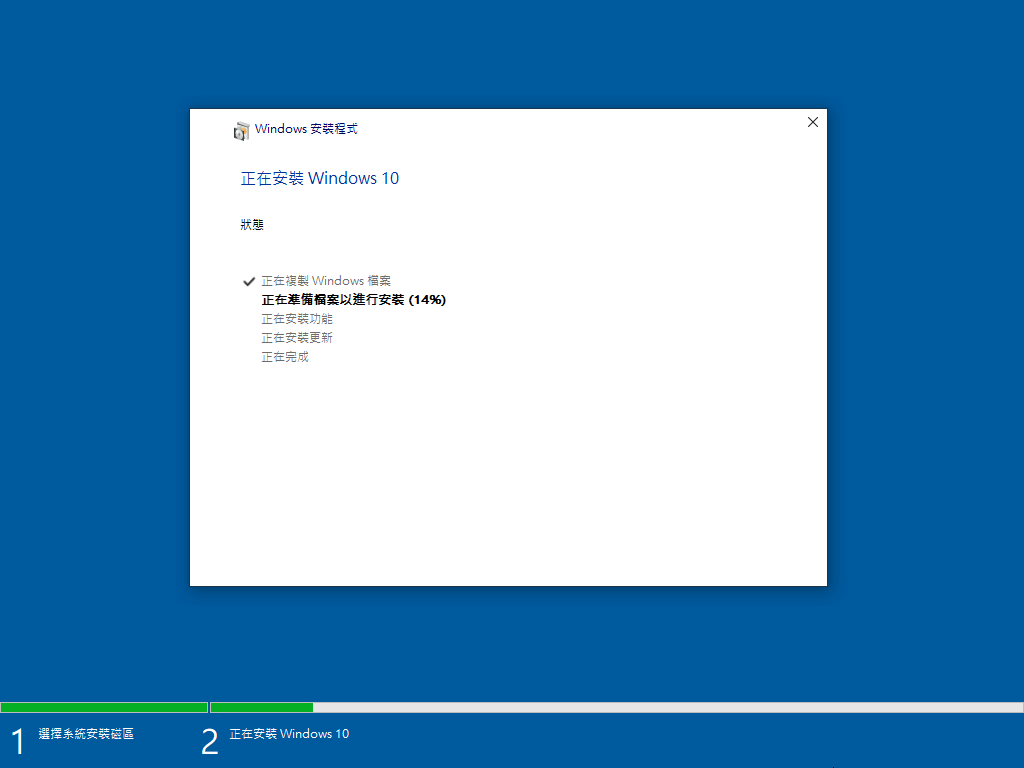 Windows 安裝程式
正在安裝 Windows 10
狀態
正在複製 Windows 檔案
正在準備檔案以進行安裝 (14%)
正在安裝功能
正在安裝更新
正在完成
1 選擇系統安裝磁區
2 正在安裝 Windows 10